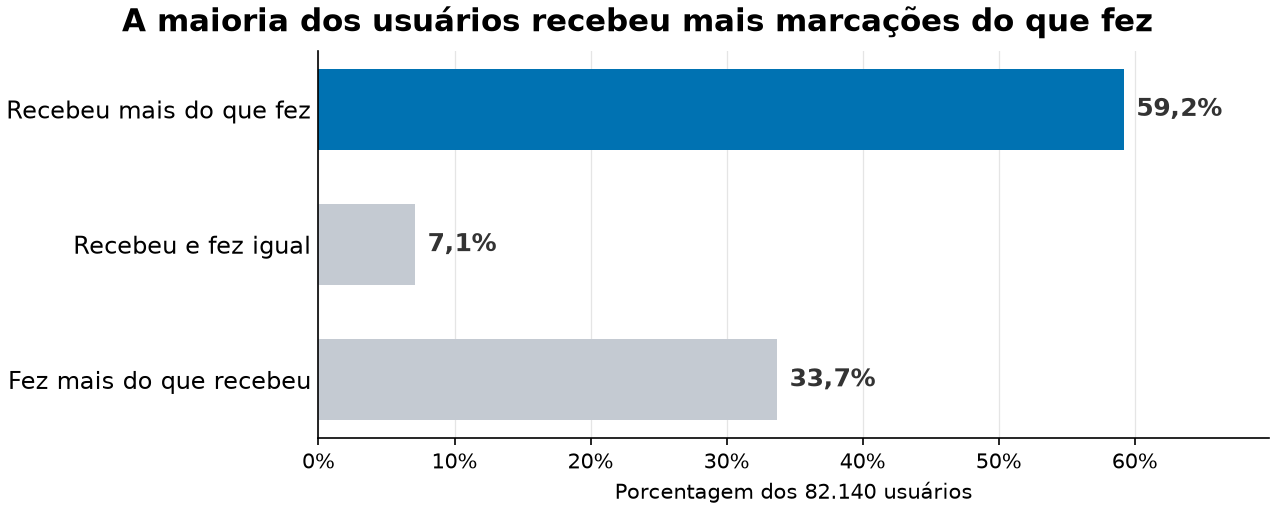 A maioria dos usuários recebeu mais marcações do que fez
Recebeu mais do que fez
59,2%
Recebeu e fez igual
7,1%
Fez mais do que recebeu
33,7%
0%
10%
20%
30%
40%
50%
60%
Porcentagem dos 82.140 usuários